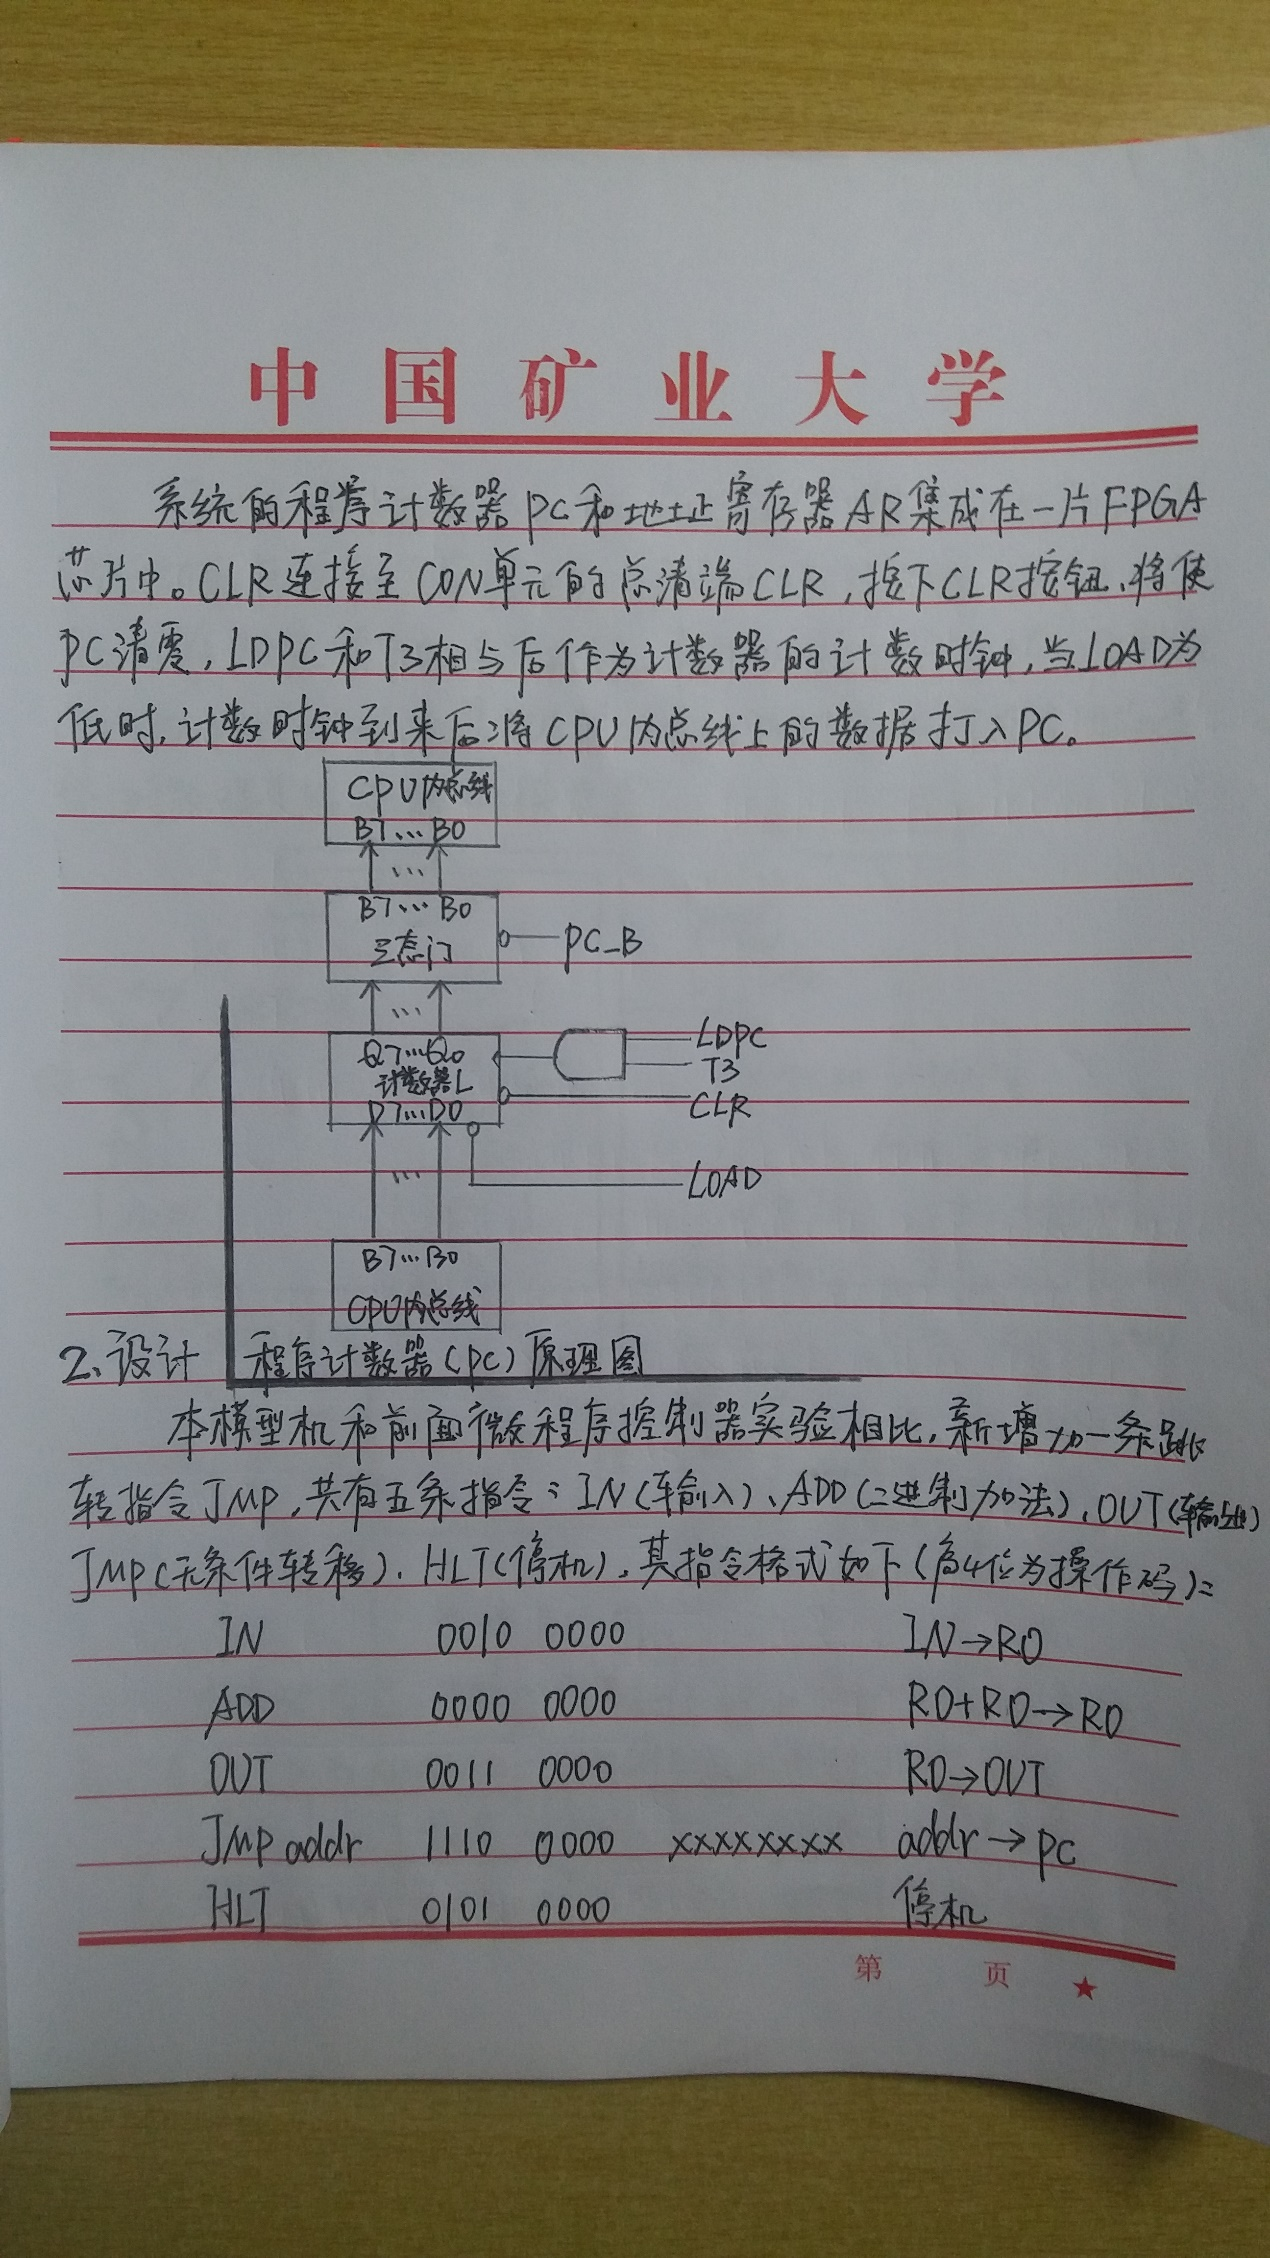 中国矿业大学
系统的程序计数器PC和地址寄存器AR集成在一片FPGA
芯片中。CLR连接至CON单元的总清端CLR,按下CLR按钮,将使
PC清零,LDPC和T3相与后作为计数器的计数时钟,当LOAD为
低时,计数时钟到来后将CPU内总线上的数据打入PC。
CPU内总线
B7...B0
...
B7...B0
三态门
PC_B
...
LDPC
Q7...Q0
T3
计数器L
CLR
D7...D0
...
LOAD
B7...B0
CPU内总线
2、设计 程序计数器(PC)原理图
本模型机和前面微程序控制器实验相比,新增加一条跳
转指令JMP,共有五条指令:IN(输入)、ADD(二进制加法)、OUT(输出)
JMP(无条件转移)、HLT(停机),其指令格式如下(高4位为操作码):
IN 0010 0000 IN→R0
ADD 0000 0000 R0+R0→R0
OUT 0011 0000 R0→OUT
JMP addr 1110 0000 ×××××××× addr→PC
HLT 0101 0000 停机
第 页 ★